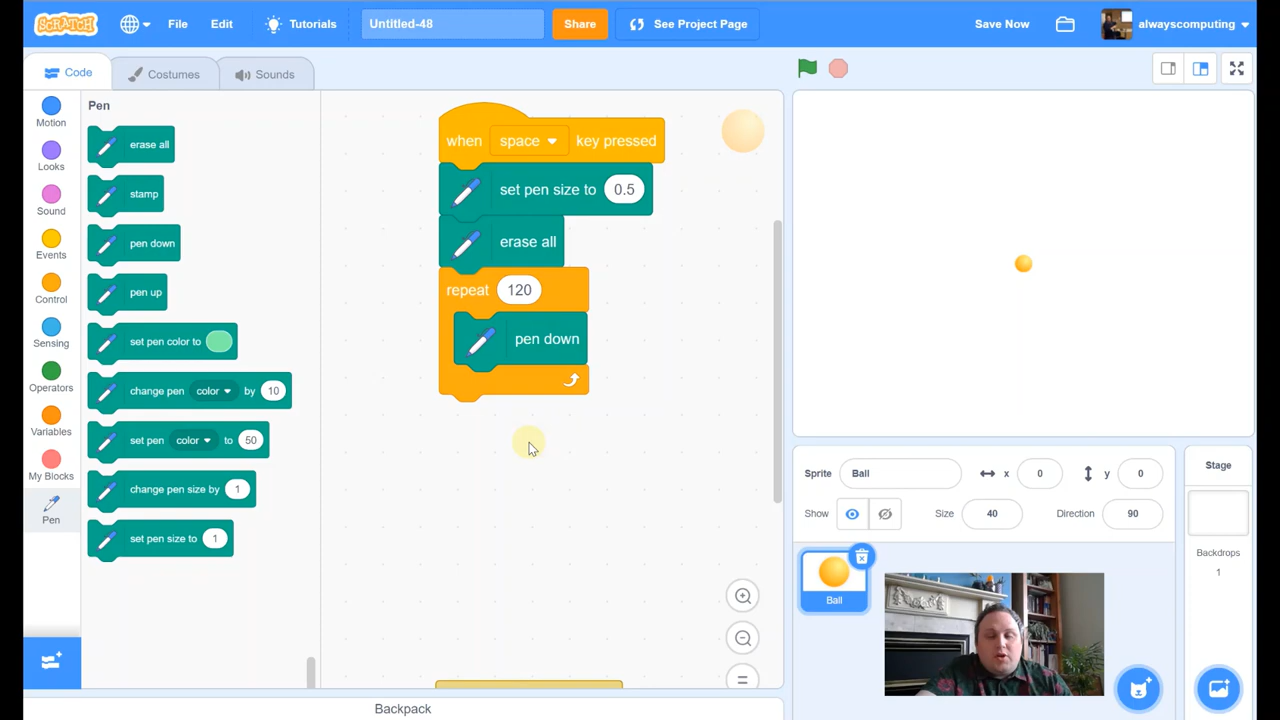 SCRATCH
File
Edit
Tutorials
Untitled-48
Share
See Project Page
Save Now
alwayscomputing
Code
Costumes
Sounds
Motion
Looks
Sound
Events
Control
Sensing
Operators
Variables
My Blocks
Pen
Pen
erase all
stamp
pen down
pen up
set pen color to
change pen color by 10
set pen color to 50
change pen size by 1
set pen size to 1
when space key pressed
set pen size to 0.5
erase all
repeat 120
pen down
Backpack
Sprite Ball x 0 y 0
Show Size 40 Direction 90
Ball
Stage
Backdrops
1